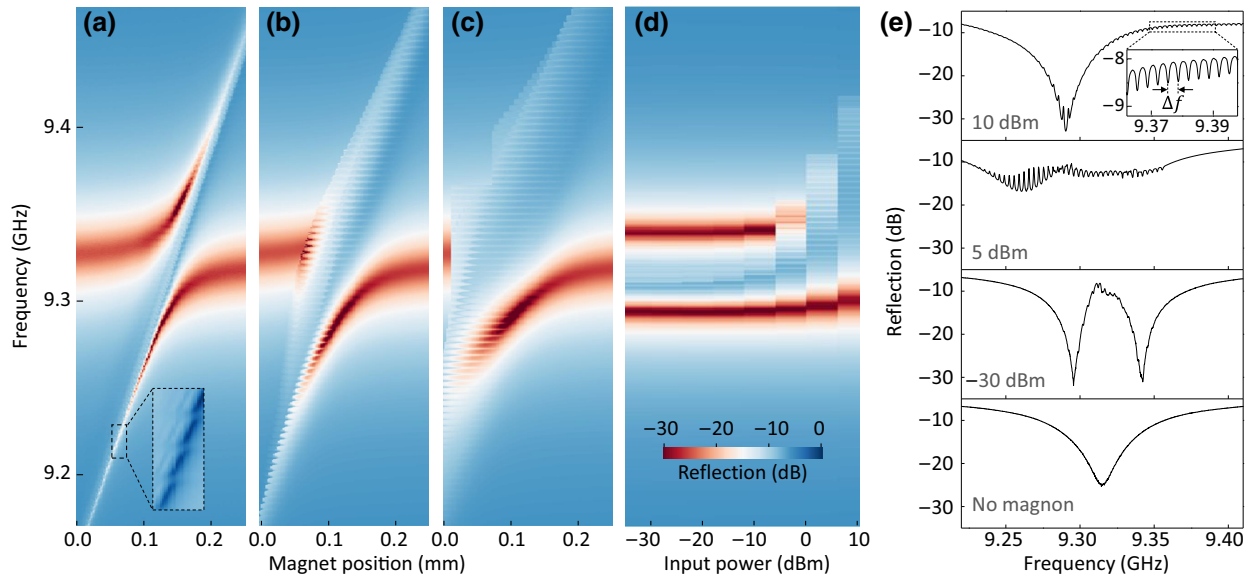 (a)
(b)
(c)
(d)
(e)
Frequency (GHz)
9.4
9.3
9.2
0.0 0.1 0.2
0.0 0.1 0.2
0.0 0.1 0.2
Magnet position (mm)
−30 −20 −10 0
Reflection (dB)
−30 −20 −10 0 10
Input power (dBm)
Reflection (dB)
−10
−20
−30
10 dBm
−8
−9
Δf
9.37 9.39
−10
−20
−30
5 dBm
−10
−20
−30
−30 dBm
−10
−20
−30
No magnon
9.25 9.30 9.35 9.40
Frequency (GHz)